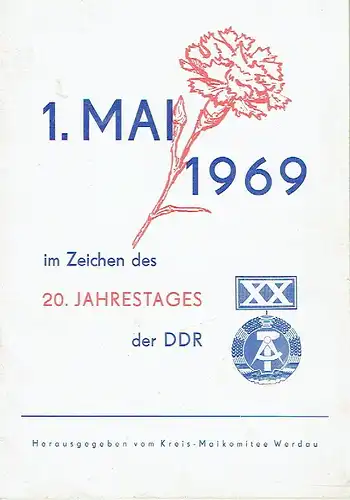 1. MAI
1969
im Zeichen des
20. JAHRESTAGES
der DDR
XX
Herausgegeben vom Kreis-Maikomitee Werdau